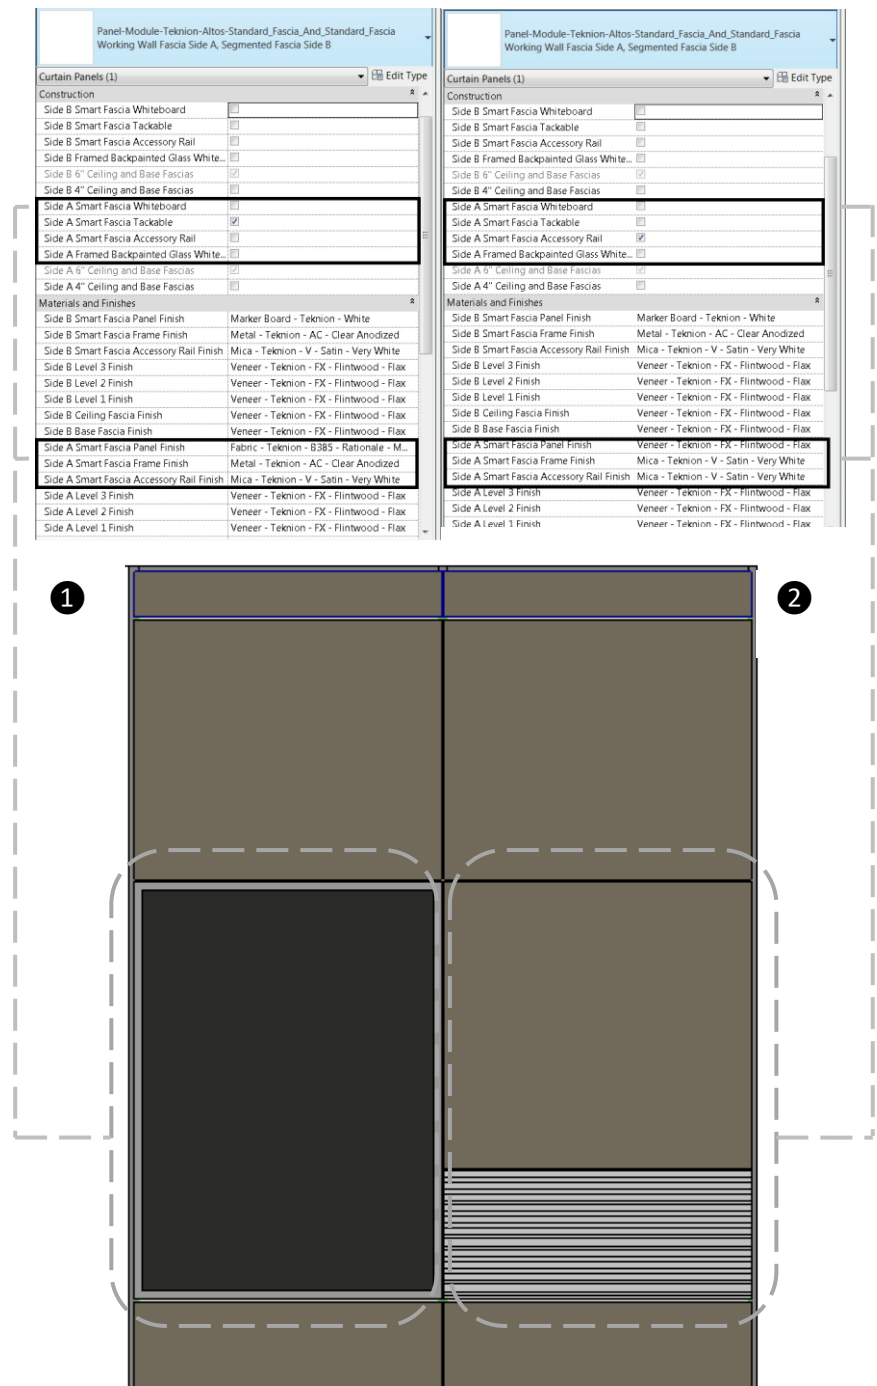 Panel-Module-Teknion-Altos-Standard_Fascia_And_Standard_Fascia
Working Wall Fascia Side A, Segmented Fascia Side B
Curtain Panels (1)
Edit Type
Construction
Side B Smart Fascia Whiteboard
Side B Smart Fascia Tackable
Side B Smart Fascia Accessory Rail
Side B Framed Backpainted Glass White...
Side B 6" Ceiling and Base Fascias
Side B 4" Ceiling and Base Fascias
Side A Smart Fascia Whiteboard
Side A Smart Fascia Tackable
Side A Smart Fascia Accessory Rail
Side A Framed Backpainted Glass White...
Side A 6" Ceiling and Base Fascias
Side A 4" Ceiling and Base Fascias
Materials and Finishes
Side B Smart Fascia Panel Finish Marker Board - Teknion - White
Side B Smart Fascia Frame Finish Metal - Teknion - AC - Clear Anodized
Side B Smart Fascia Accessory Rail Finish Mica - Teknion - V - Satin - Very White
Side B Level 3 Finish Veneer - Teknion - FX - Flintwood - Flax
Side B Level 2 Finish Veneer - Teknion - FX - Flintwood - Flax
Side B Level 1 Finish Veneer - Teknion - FX - Flintwood - Flax
Side B Ceiling Fascia Finish Veneer - Teknion - FX - Flintwood - Flax
Side B Base Fascia Finish Veneer - Teknion - FX - Flintwood - Flax
Side A Smart Fascia Panel Finish Fabric - Teknion - B385 - Rationale - M...
Side A Smart Fascia Frame Finish Metal - Teknion - AC - Clear Anodized
Side A Smart Fascia Accessory Rail Finish Mica - Teknion - V - Satin - Very White
Side A Level 3 Finish Veneer - Teknion - FX - Flintwood - Flax
Side A Level 2 Finish Veneer - Teknion - FX - Flintwood - Flax
Side A Level 1 Finish Veneer - Teknion - FX - Flintwood - Flax
Panel-Module-Teknion-Altos-Standard_Fascia_And_Standard_Fascia
Working Wall Fascia Side A, Segmented Fascia Side B
Curtain Panels (1)
Edit Type
Construction
Side B Smart Fascia Whiteboard
Side B Smart Fascia Tackable
Side B Smart Fascia Accessory Rail
Side B Framed Backpainted Glass White...
Side B 6" Ceiling and Base Fascias
Side B 4" Ceiling and Base Fascias
Side A Smart Fascia Whiteboard
Side A Smart Fascia Tackable
Side A Smart Fascia Accessory Rail
Side A Framed Backpainted Glass White...
Side A 6" Ceiling and Base Fascias
Side A 4" Ceiling and Base Fascias
Materials and Finishes
Side B Smart Fascia Panel Finish Marker Board - Teknion - White
Side B Smart Fascia Frame Finish Metal - Teknion - AC - Clear Anodized
Side B Smart Fascia Accessory Rail Finish Mica - Teknion - V - Satin - Very White
Side B Level 3 Finish Veneer - Teknion - FX - Flintwood - Flax
Side B Level 2 Finish Veneer - Teknion - FX - Flintwood - Flax
Side B Level 1 Finish Veneer - Teknion - FX - Flintwood - Flax
Side B Ceiling Fascia Finish Veneer - Teknion - FX - Flintwood - Flax
Side B Base Fascia Finish Veneer - Teknion - FX - Flintwood - Flax
Side A Smart Fascia Panel Finish Veneer - Teknion - FX - Flintwood - Flax
Side A Smart Fascia Frame Finish Mica - Teknion - V - Satin - Very White
Side A Smart Fascia Accessory Rail Finish Mica - Teknion - V - Satin - Very White
Side A Level 3 Finish Veneer - Teknion - FX - Flintwood - Flax
Side A Level 2 Finish Veneer - Teknion - FX - Flintwood - Flax
Side A Level 1 Finish Veneer - Teknion - FX - Flintwood - Flax
1
2